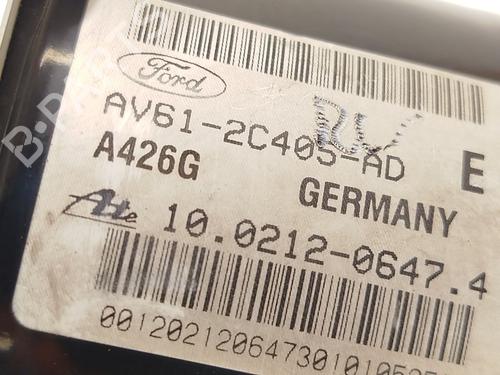 Ford
AV61-2C405-AD
E
A426G
GERMANY
Ate 10.0212-0647.4